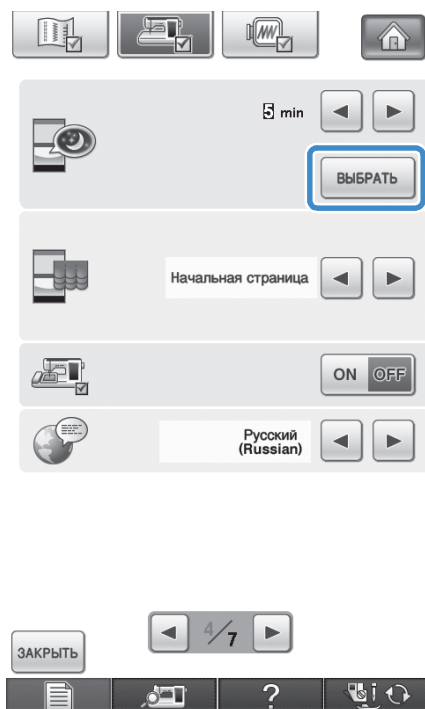 5 min
ВЫБРАТЬ
Начальная страница
ON OFF
Русский
(Russian)
4/7
ЗАКРЫТЬ
?